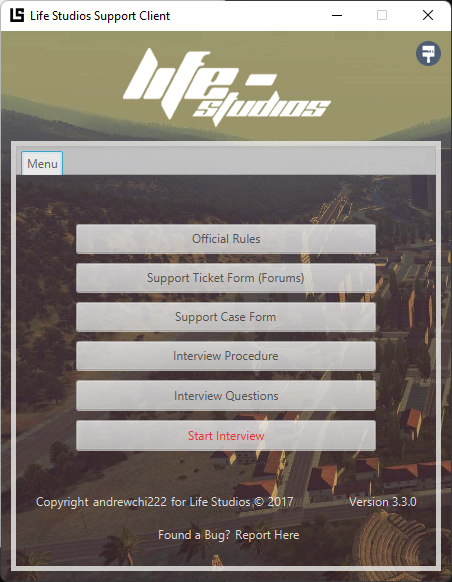 Life Studios Support Client
life-
studios
Menu
Official Rules
Support Ticket Form (Forums)
Support Case Form
Interview Procedure
Interview Questions
Start Interview
Copyright andrewchi222 for Life Studios © 2017 Version 3.3.0
Found a Bug? Report Here